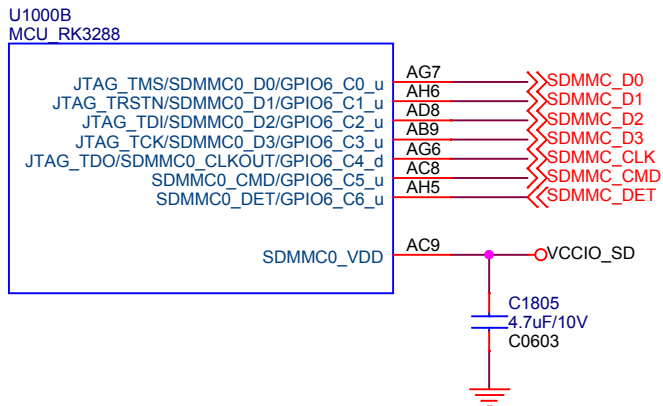 U1000B
MCU_RK3288
JTAG_TMS/SDMMC0_D0/GPIO6_C0_u AG7 SDMMC_D0
JTAG_TRSTN/SDMMC0_D1/GPIO6_C1_u AH6 SDMMC_D1
JTAG_TDI/SDMMC0_D2/GPIO6_C2_u AD8 SDMMC_D2
JTAG_TCK/SDMMC0_D3/GPIO6_C3_u AB9 SDMMC_D3
JTAG_TDO/SDMMC0_CLKOUT/GPIO6_C4_d AG6 SDMMC_CLK
SDMMC0_CMD/GPIO6_C5_u AC8 SDMMC_CMD
SDMMC0_DET/GPIO6_C6_u AH5 SDMMC_DET
SDMMC0_VDD AC9 VCCIO_SD
C1805
4.7uF/10V
C0603